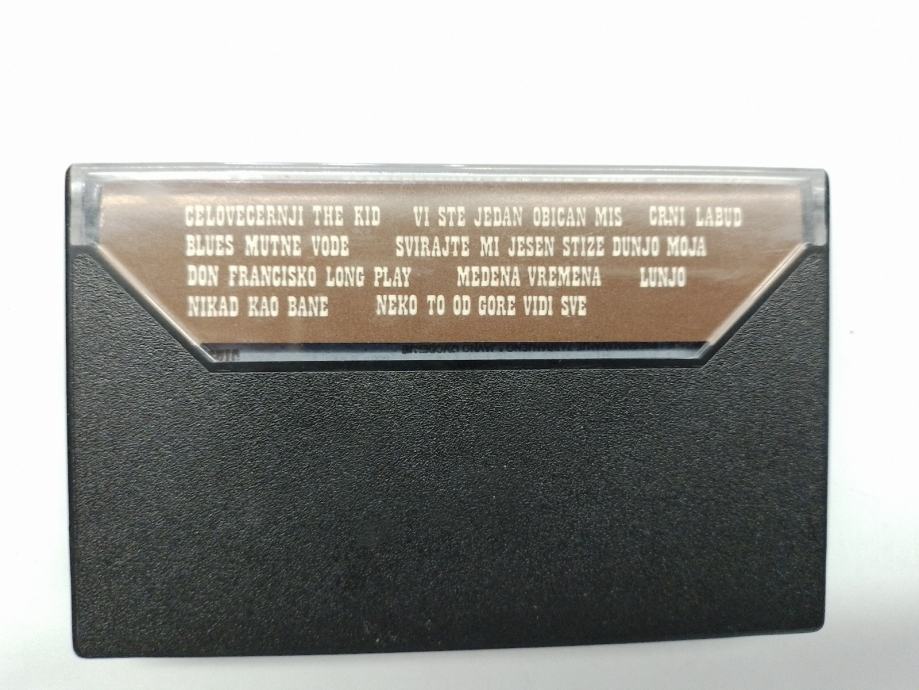 CELOVECERNJI THE KID VI STE JEDAN OBICAN MIS CRNI LABUD
BLUES MUTNE VODE SVIRAJTE MI JESEN STIZE DUNJO MOJA
DON FRANCISKO LONG PLAY MEDENA VREMENA LUNJO
NIKAD KAO BANE NEKO TO OD GORE VIDI SVE